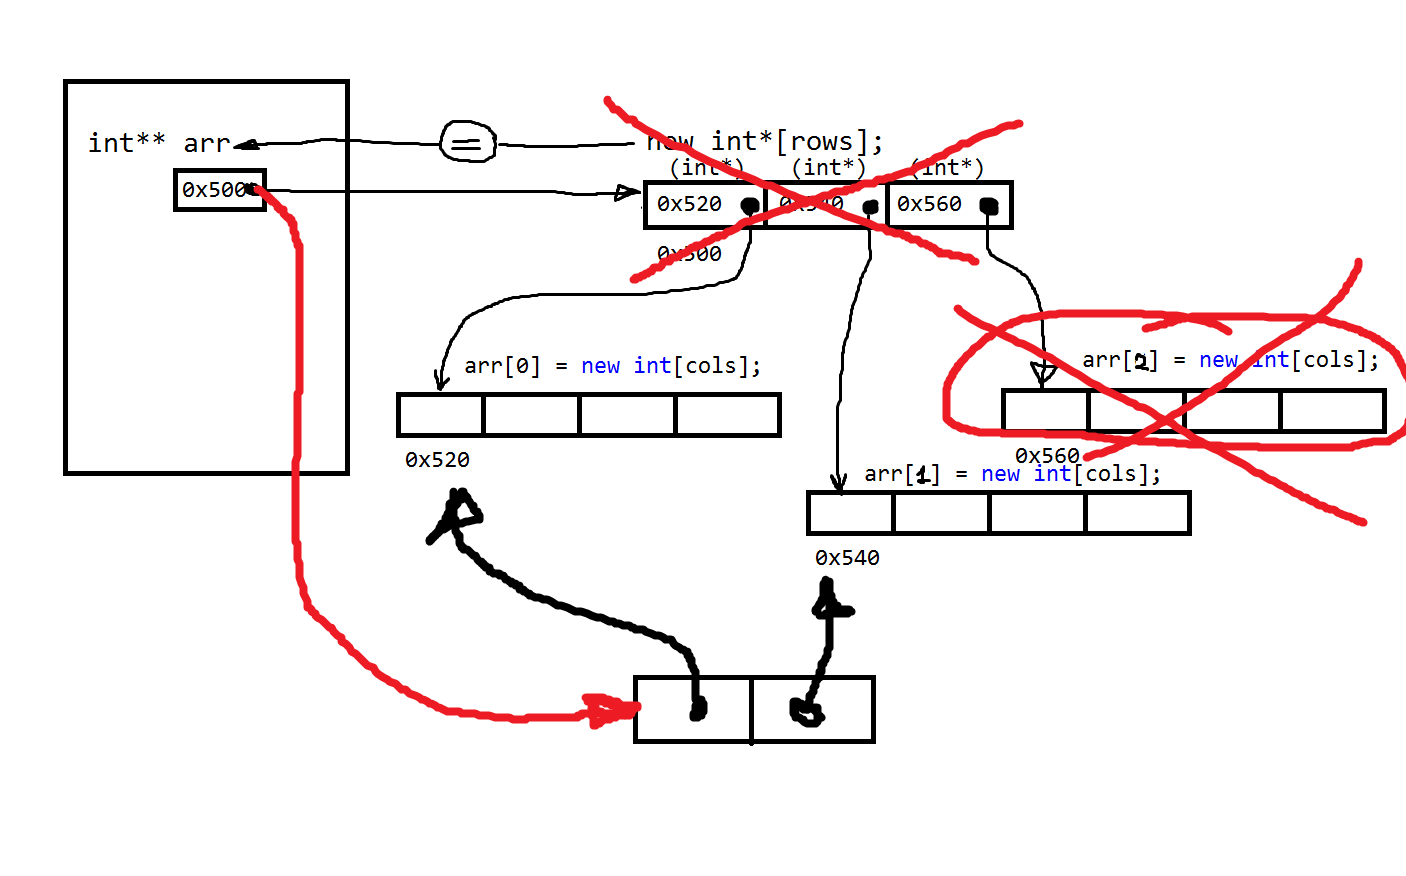 int** arr
=
new int*[rows];
(int*) (int*) (int*)
0x500
0x520 0x540 0x560
0x500
arr[0] = new int[cols];
arr[2] = new int[cols];
0x520
0x560
arr[1] = new int[cols];
0x540